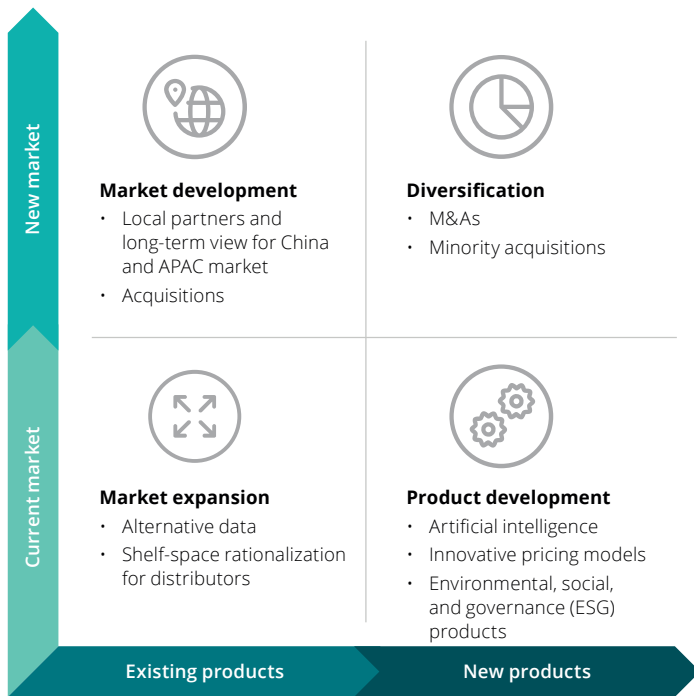 New market
Market development
• Local partners and
long-term view for China
and APAC market
• Acquisitions
Diversification
• M&As
• Minority acquisitions
Current market
Market expansion
• Alternative data
• Shelf-space rationalization
for distributors
Product development
• Artificial intelligence
• Innovative pricing models
• Environmental, social,
and governance (ESG)
products
Existing products
New products